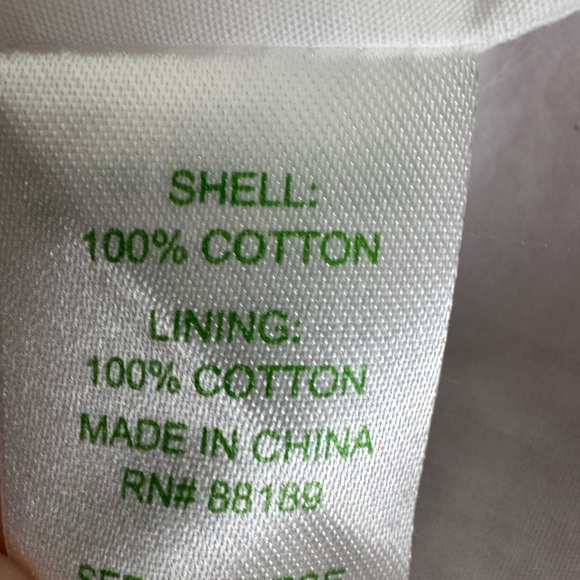 SHELL:
100% COTTON
LINING:
100% COTTON
MADE IN CHINA
RN# 88189